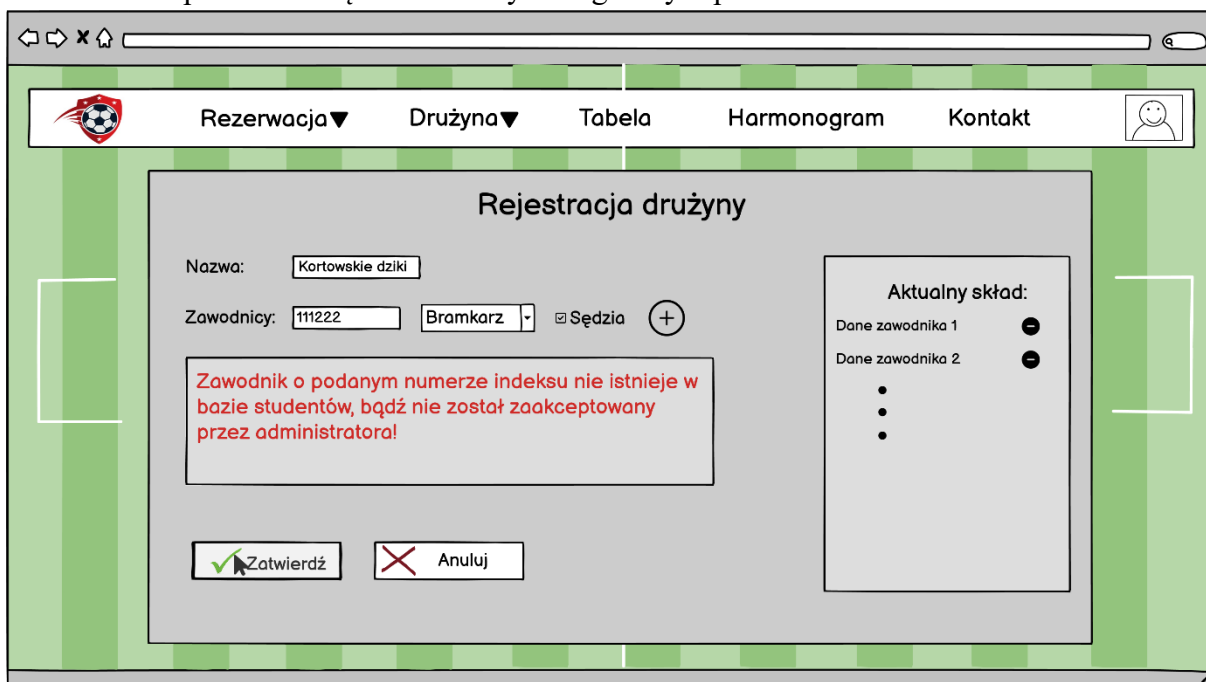 Rezerwacja▼ Drużyna▼ Tabela Harmonogram Kontakt
Rejestracja drużyny
Nazwa: Kortowskie dziki
Zawodnicy: 111222 Bramkarz Sędzia
Zawodnik o podanym numerze indeksu nie istnieje w
bazie studentów, bądź nie został zaakceptowany
przez administratora!
Zatwierdź Anuluj
Aktualny skład:
Dane zawodnika 1
Dane zawodnika 2